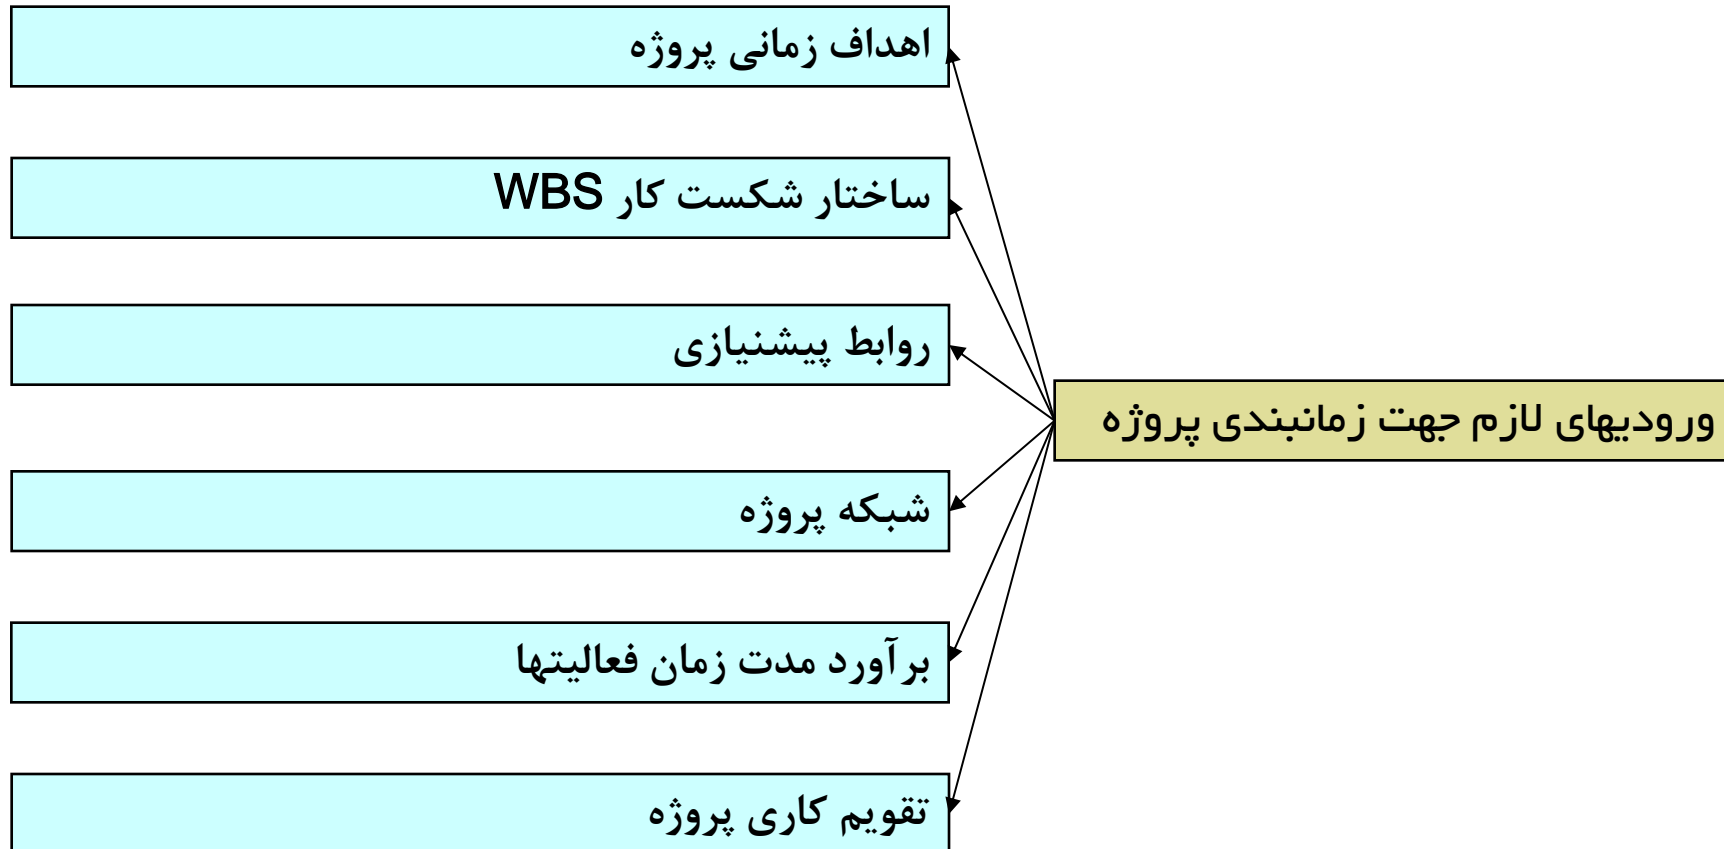 اهداف زمانی پروژه
ساختار شکست کار WBS
روابط پیشنیازی
ورودیهای لازم جهت زمانبندی پروژه
شبکه پروژه
برآورد مدت زمان فعالیتها
تقویم کاری پروژه